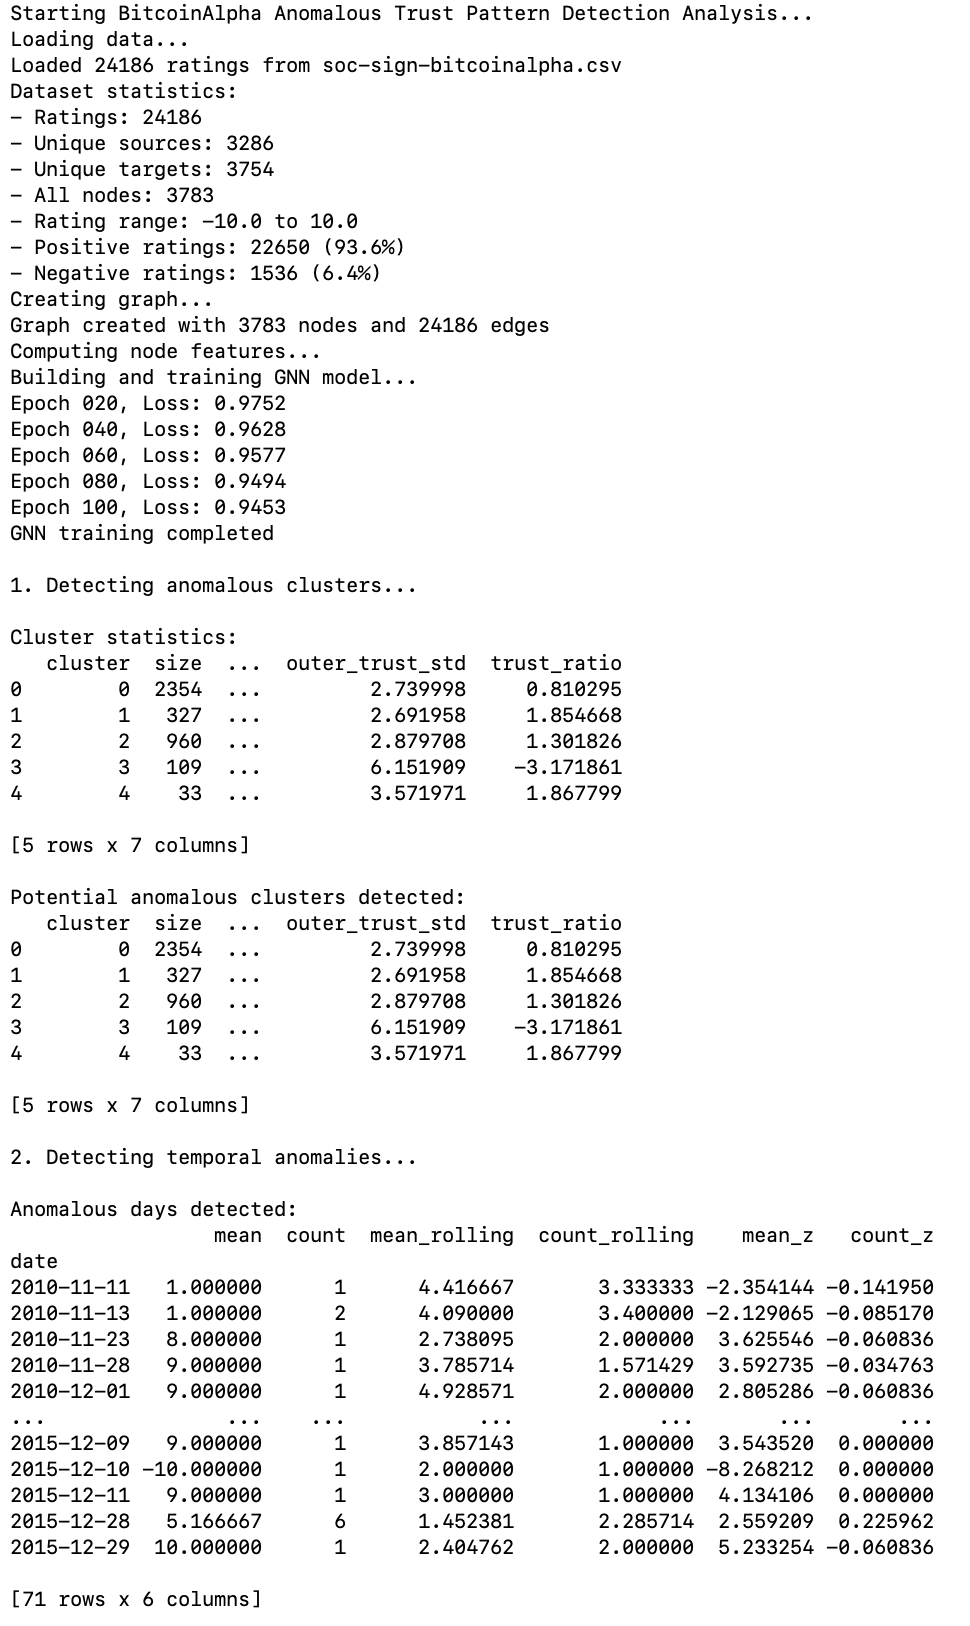 Starting BitcoinAlpha Anomalous Trust Pattern Detection Analysis...
Loading data...
Loaded 24186 ratings from soc-sign-bitcoinalpha.csv
Dataset statistics:
- Ratings: 24186
- Unique sources: 3286
- Unique targets: 3754
- All nodes: 3783
- Rating range: -10.0 to 10.0
- Positive ratings: 22650 (93.6%)
- Negative ratings: 1536 (6.4%)
Creating graph...
Graph created with 3783 nodes and 24186 edges
Computing node features...
Building and training GNN model...
Epoch 020, Loss: 0.9752
Epoch 040, Loss: 0.9628
Epoch 060, Loss: 0.9577
Epoch 080, Loss: 0.9494
Epoch 100, Loss: 0.9453
GNN training completed

1. Detecting anomalous clusters...

Cluster statistics:
   cluster  size  ...  outer_trust_std  trust_ratio
0        0  2354  ...         2.739998     0.810295
1        1   327  ...         2.691958     1.854668
2        2   960  ...         2.879708     1.301826
3        3   109  ...         6.151909    -3.171861
4        4    33  ...         3.571971     1.867799

[5 rows x 7 columns]

Potential anomalous clusters detected:
   cluster  size  ...  outer_trust_std  trust_ratio
0        0  2354  ...         2.739998     0.810295
1        1   327  ...         2.691958     1.854668
2        2   960  ...         2.879708     1.301826
3        3   109  ...         6.151909    -3.171861
4        4    33  ...         3.571971     1.867799

[5 rows x 7 columns]

2. Detecting temporal anomalies...

Anomalous days detected:
                 mean  count  mean_rolling  count_rolling    mean_z   count_z
date
2010-11-11   1.000000      1      4.416667       3.333333 -2.354144 -0.141950
2010-11-13   1.000000      2      4.090000       3.400000 -2.129065 -0.085170
2010-11-23   8.000000      1      2.738095       2.000000  3.625546 -0.060836
2010-11-28   9.000000      1      3.785714       1.571429  3.592735 -0.034763
2010-12-01   9.000000      1      4.928571       2.000000  2.805286 -0.060836
...               ...    ...           ...            ...       ...       ...
2015-12-09   9.000000      1      3.857143       1.000000  3.543520  0.000000
2015-12-10 -10.000000      1      2.000000       1.000000 -8.268212  0.000000
2015-12-11   9.000000      1      3.000000       1.000000  4.134106  0.000000
2015-12-28   5.166667      6      1.452381       2.285714  2.559209  0.225962
2015-12-29  10.000000      1      2.404762       2.000000  5.233254 -0.060836

[71 rows x 6 columns]